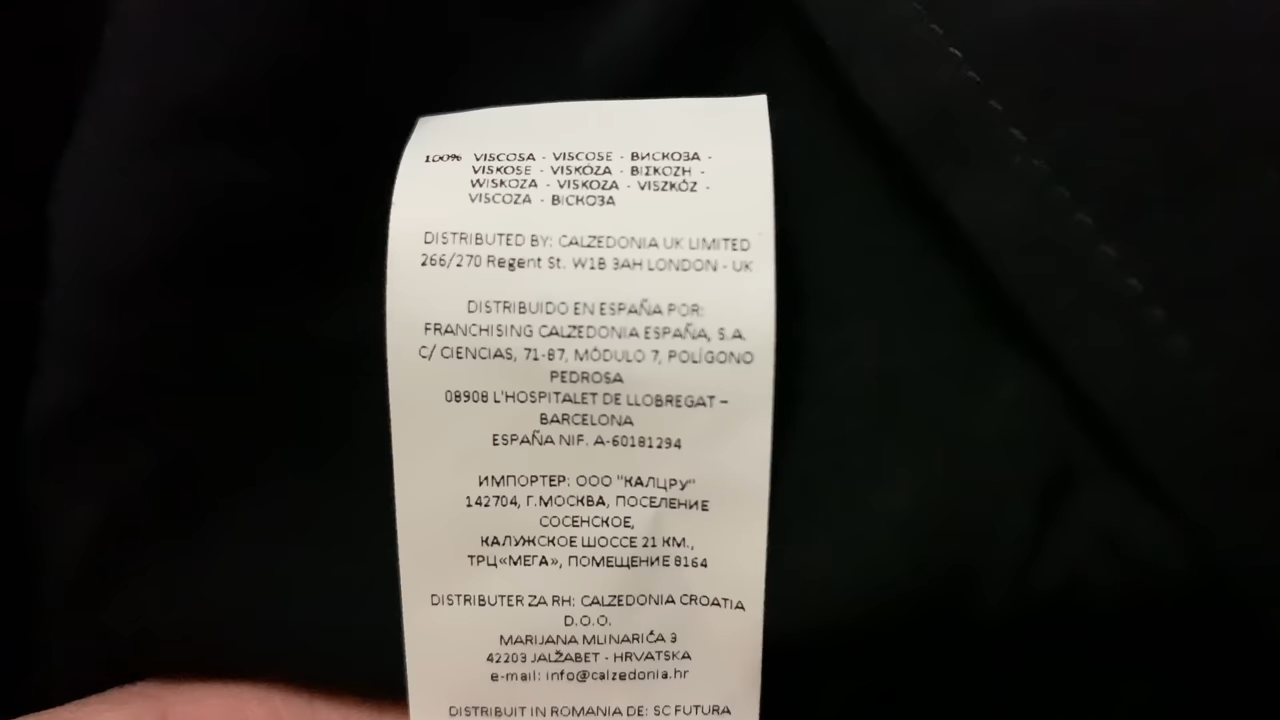 100% VISCOSA - VISCOSE - ВИСКОЗА -
VISKOSE - VISKÓZA - ΒΙΣΚΟΖΗ -
WISKOZA - VISKOZA - VISZKÓZ -
VISCOZA - ВІСКОЗА
DISTRIBUTED BY: CALZEDONIA UK LIMITED
266/270 Regent St. W1B 3AH LONDON - UK
DISTRIBUIDO EN ESPAÑA POR:
FRANCHISING CALZEDONIA ESPAÑA, S.A.
C/ CIENCIAS, 71-87, MÓDULO 7, POLÍGONO
PEDROSA
08908 L'HOSPITALET DE LLOBREGAT –
BARCELONA
ESPAÑA NIF. A-60181294
ИМПОРТЕР: ООО "КАЛЦРУ"
142704, Г.МОСКВА, ПОСЕЛЕНИЕ
СОСЕНСКОЕ,
КАЛУЖСКОЕ ШОССЕ 21 КМ.,
ТРЦ«МЕГА», ПОМЕЩЕНИЕ 8164
DISTRIBUTER ZA RH: CALZEDONIA CROATIA
D.O.O.
MARIJANA MLINARIĆA 3
42203 JALŽABET - HRVATSKA
e-mail: info@calzedonia.hr
DISTRIBUIT IN ROMANIA DE: SC FUTURA